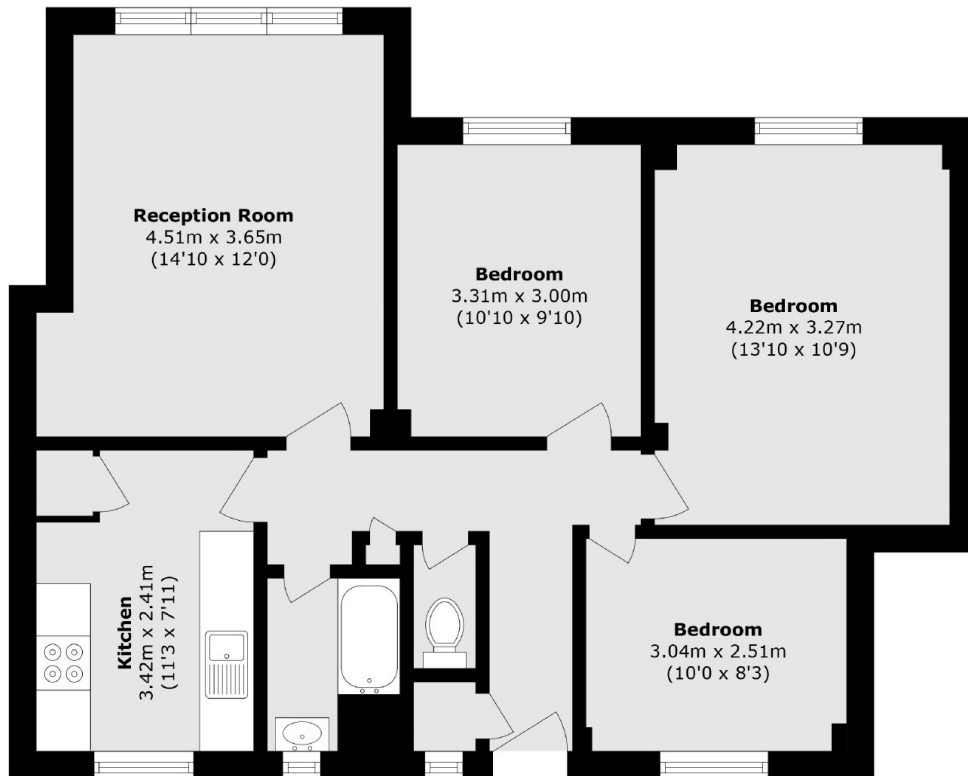 Reception Room
4.51m x 3.65m
(14'10 x 12'0)
Bedroom
3.31m x 3.00m
(10'10 x 9'10)
Bedroom
4.22m x 3.27m
(13'10 x 10'9)
Kitchen
3.42m x 2.41m
(11'3 x 7'11)
Bedroom
3.04m x 2.51m
(10'0 x 8'3)